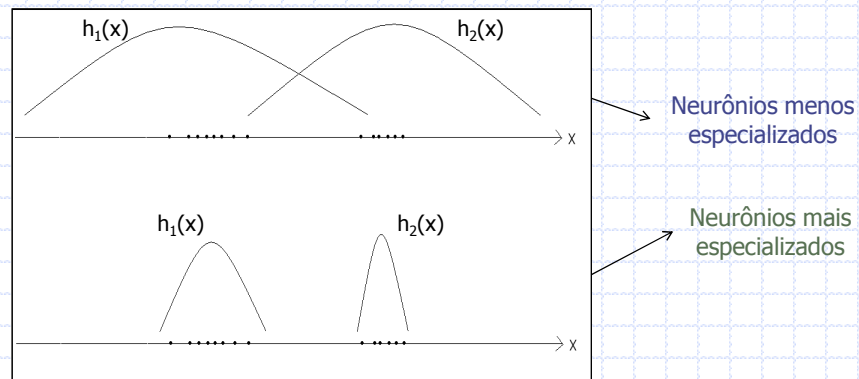 h₁(x) h₂(x)
Neurônios menos
especializados
x
h₁(x) h₂(x)
Neurônios mais
especializados
x